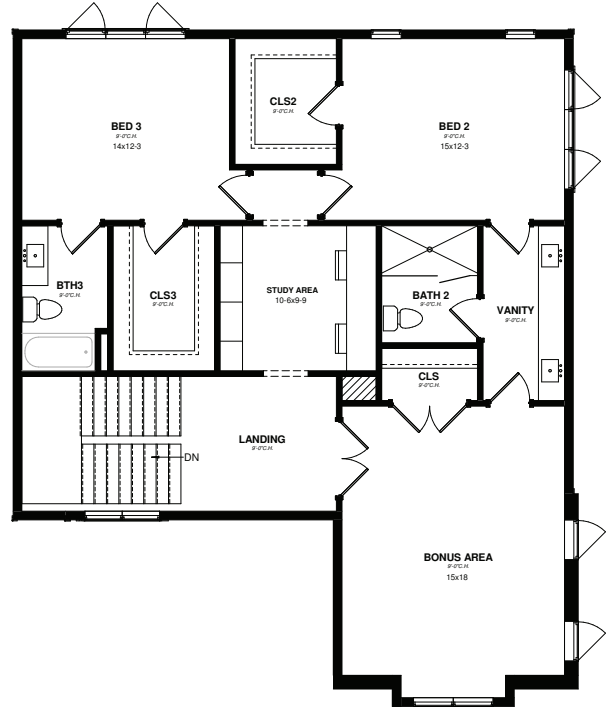 CLS2
9'-0"C.H.
BED 3
9'-0"C.H.
14x12-3
BED 2
9'-0"C.H.
15x12-3
BTH3
9'-0"C.H.
CLS3
9'-0"C.H.
STUDY AREA
10-6x9-9
BATH 2
9'-0"C.H.
VANITY
9'-0"C.H.
CLS
9'-0"C.H.
LANDING
9'-0"C.H.
DN
BONUS AREA
9'-0"C.H.
15x18